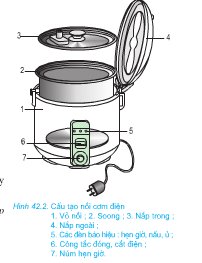 3
4
2
1
5
6
7
y
p
Hình 42.2. Cấu tạo nồi cơm điện
1. Vỏ nồi ; 2. Soong ; 3. Nắp trong ;
4. Nắp ngoài ;
5. Các đèn báo hiệu : hẹn giờ, nấu, ủ ;
6. Công tắc đóng, cắt điện ;
7. Núm hẹn giờ.